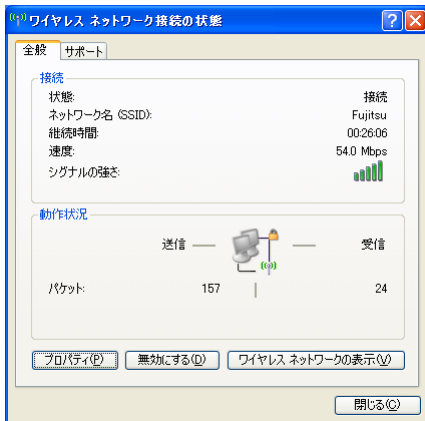 ワイヤレス ネットワーク接続の状態
全般 サポート
接続
状態: 接続
ネットワーク名 (SSID): Fujitsu
継続時間: 00:26:06
速度: 54.0 Mbps
シグナルの強さ:
動作状況
送信 受信
パケット: 157 24
プロパティ(P) 無効にする(D) ワイヤレス ネットワークの表示(V)
閉じる(C)